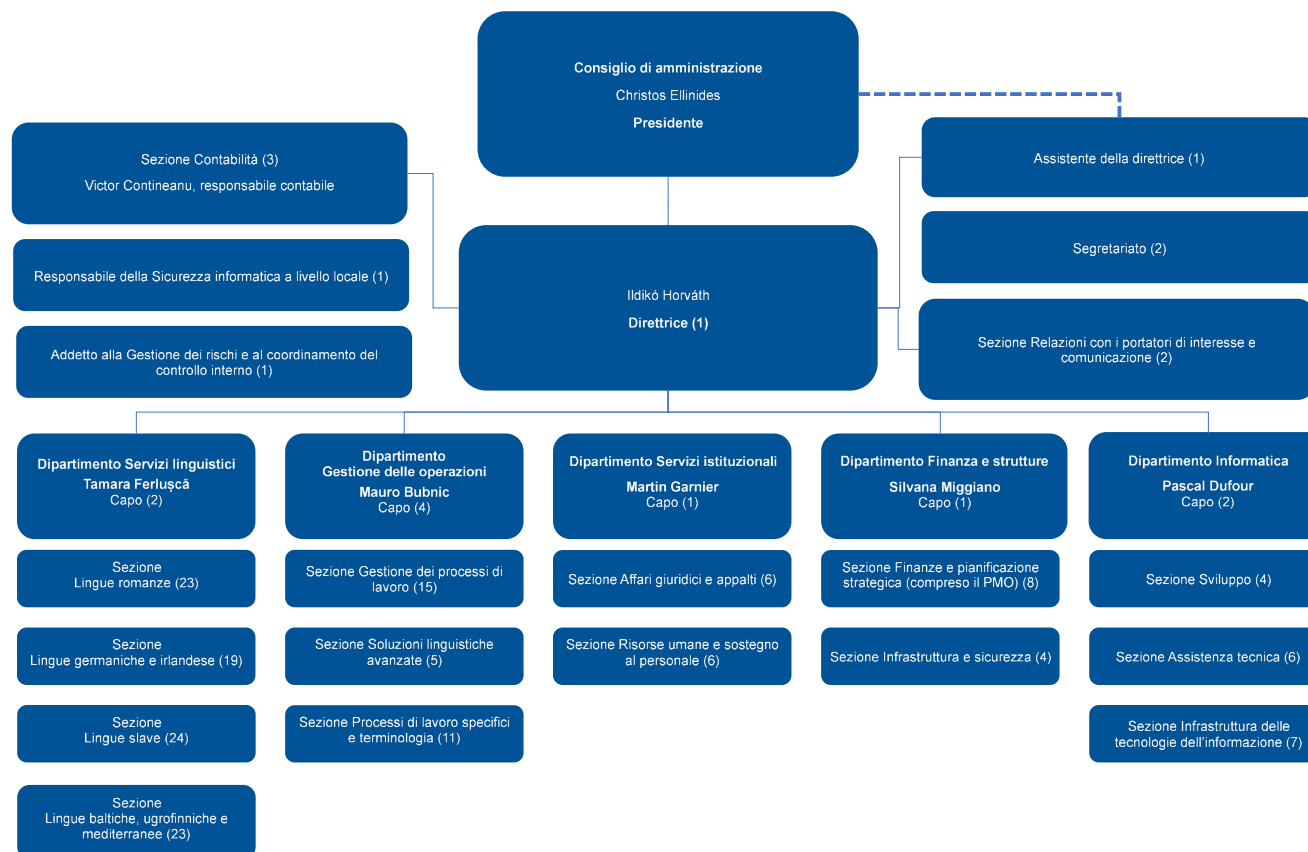 Consiglio di amministrazione
Christos Ellinides
Presidente
Sezione Contabilità (3)
Victor Contineanu, responsabile contabile
Assistente della direttrice (1)
Responsabile della Sicurezza informatica a livello locale (1)
Segretariato (2)
Ildikó Horváth
Direttrice (1)
Addetto alla Gestione dei rischi e al coordinamento del
controllo interno (1)
Sezione Relazioni con i portatori di interesse e
comunicazione (2)
Dipartimento Servizi linguistici
Tamara Ferlușcă
Capo (2)
Sezione
Lingue romanze (23)
Sezione
Lingue germaniche e irlandese (19)
Sezione
Lingue slave (24)
Sezione
Lingue baltiche, ugrofinniche e
mediterranee (23)
Dipartimento
Gestione delle operazioni
Mauro Bubnic
Capo (4)
Sezione Gestione dei processi di
lavoro (15)
Sezione Soluzioni linguistiche
avanzate (5)
Sezione Processi di lavoro specifici
e terminologia (11)
Dipartimento Servizi istituzionali
Martin Garnier
Capo (1)
Sezione Affari giuridici e appalti (6)
Sezione Risorse umane e sostegno
al personale (6)
Dipartimento Finanza e strutture
Silvana Miggiano
Capo (1)
Sezione Finanze e pianificazione
strategica (compreso il PMO) (8)
Sezione Infrastruttura e sicurezza (4)
Dipartimento Informatica
Pascal Dufour
Capo (2)
Sezione Sviluppo (4)
Sezione Assistenza tecnica (6)
Sezione Infrastruttura delle
tecnologie dell'informazione (7)